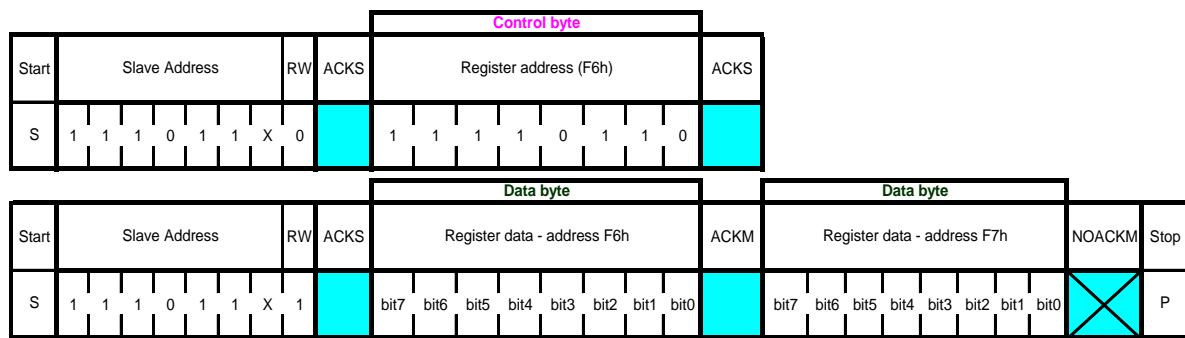 Control byte
Start Slave Address RW ACKS Register address (F6h) ACKS
S 1 1 1 0 1 1 X 0 1 1 1 1 0 1 1 0
Data byte Data byte
Start Slave Address RW ACKS Register data - address F6h ACKM Register data - address F7h NOACKM Stop
S 1 1 1 0 1 1 X 1 bit7 bit6 bit5 bit4 bit3 bit2 bit1 bit0 bit7 bit6 bit5 bit4 bit3 bit2 bit1 bit0 P